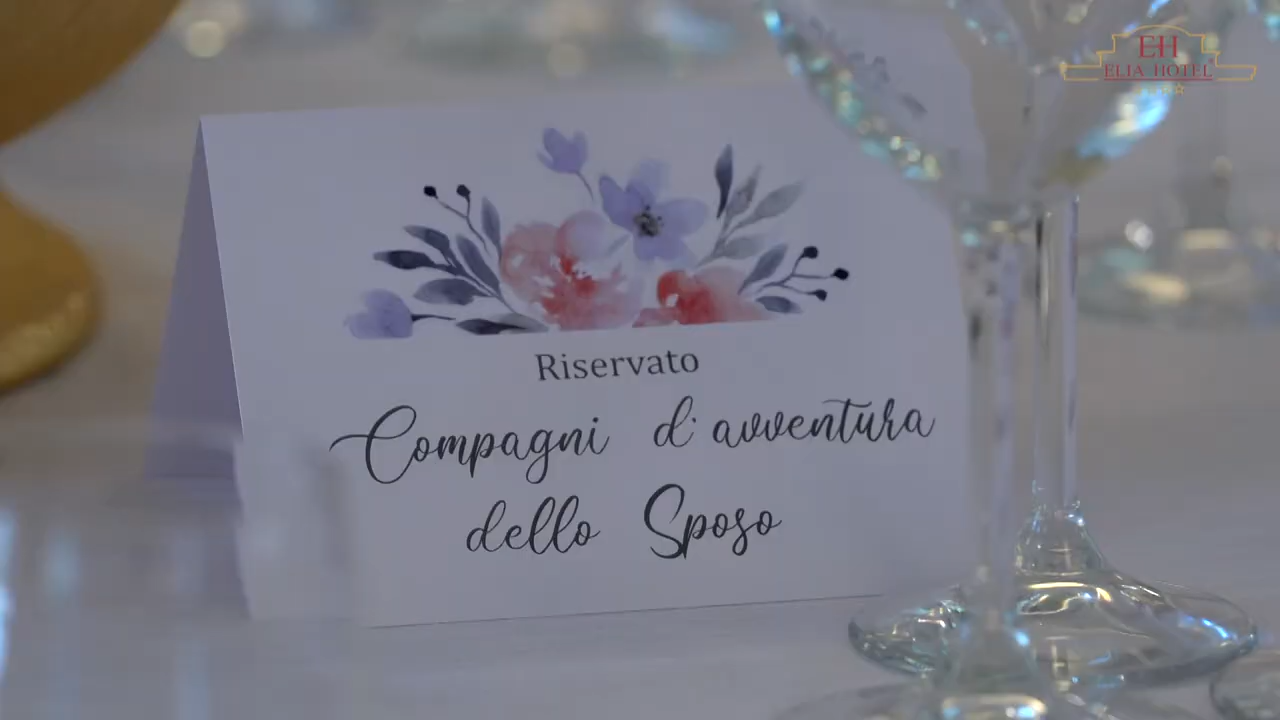 EH
ELIA HOTEL
Riservato
Compagni d'avventura
dello Sposo